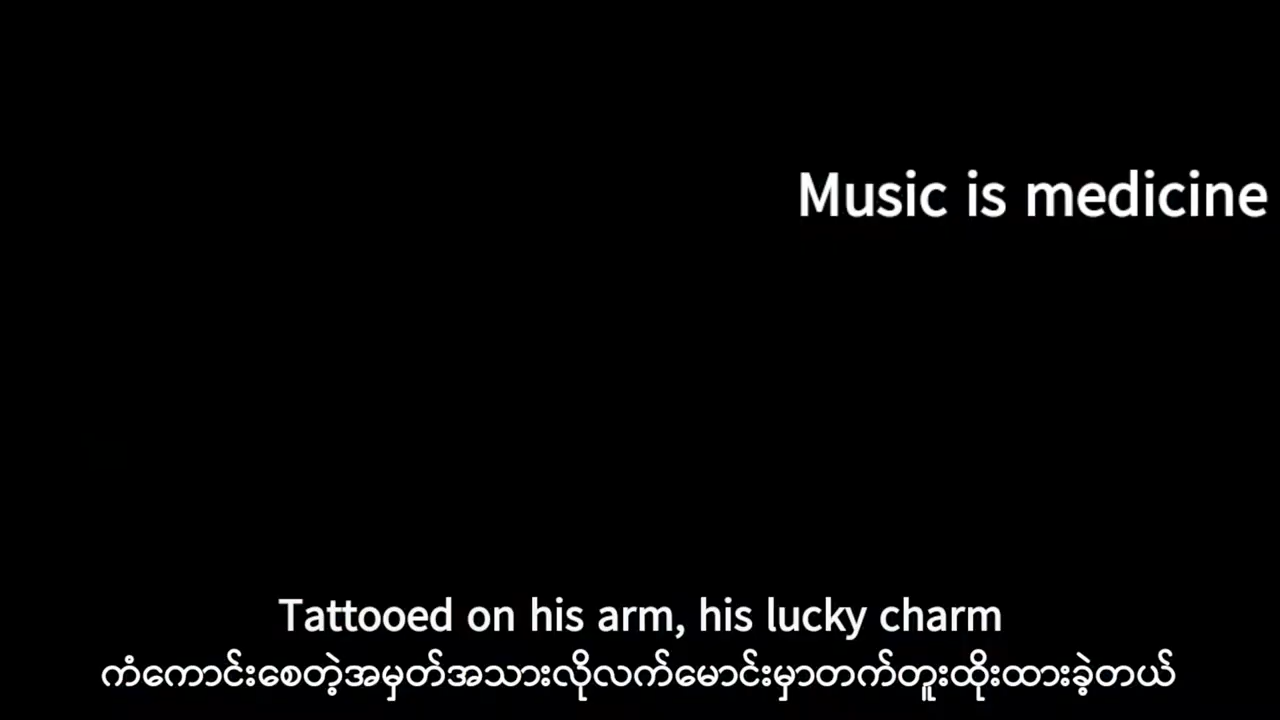 Music is medicine
Tattooed on his arm, his lucky charm
ကံကောင်းစေတဲ့အမှတ်အသားလိုလက်မောင်းမှာတက်တူးထိုးထားခဲ့တယ်